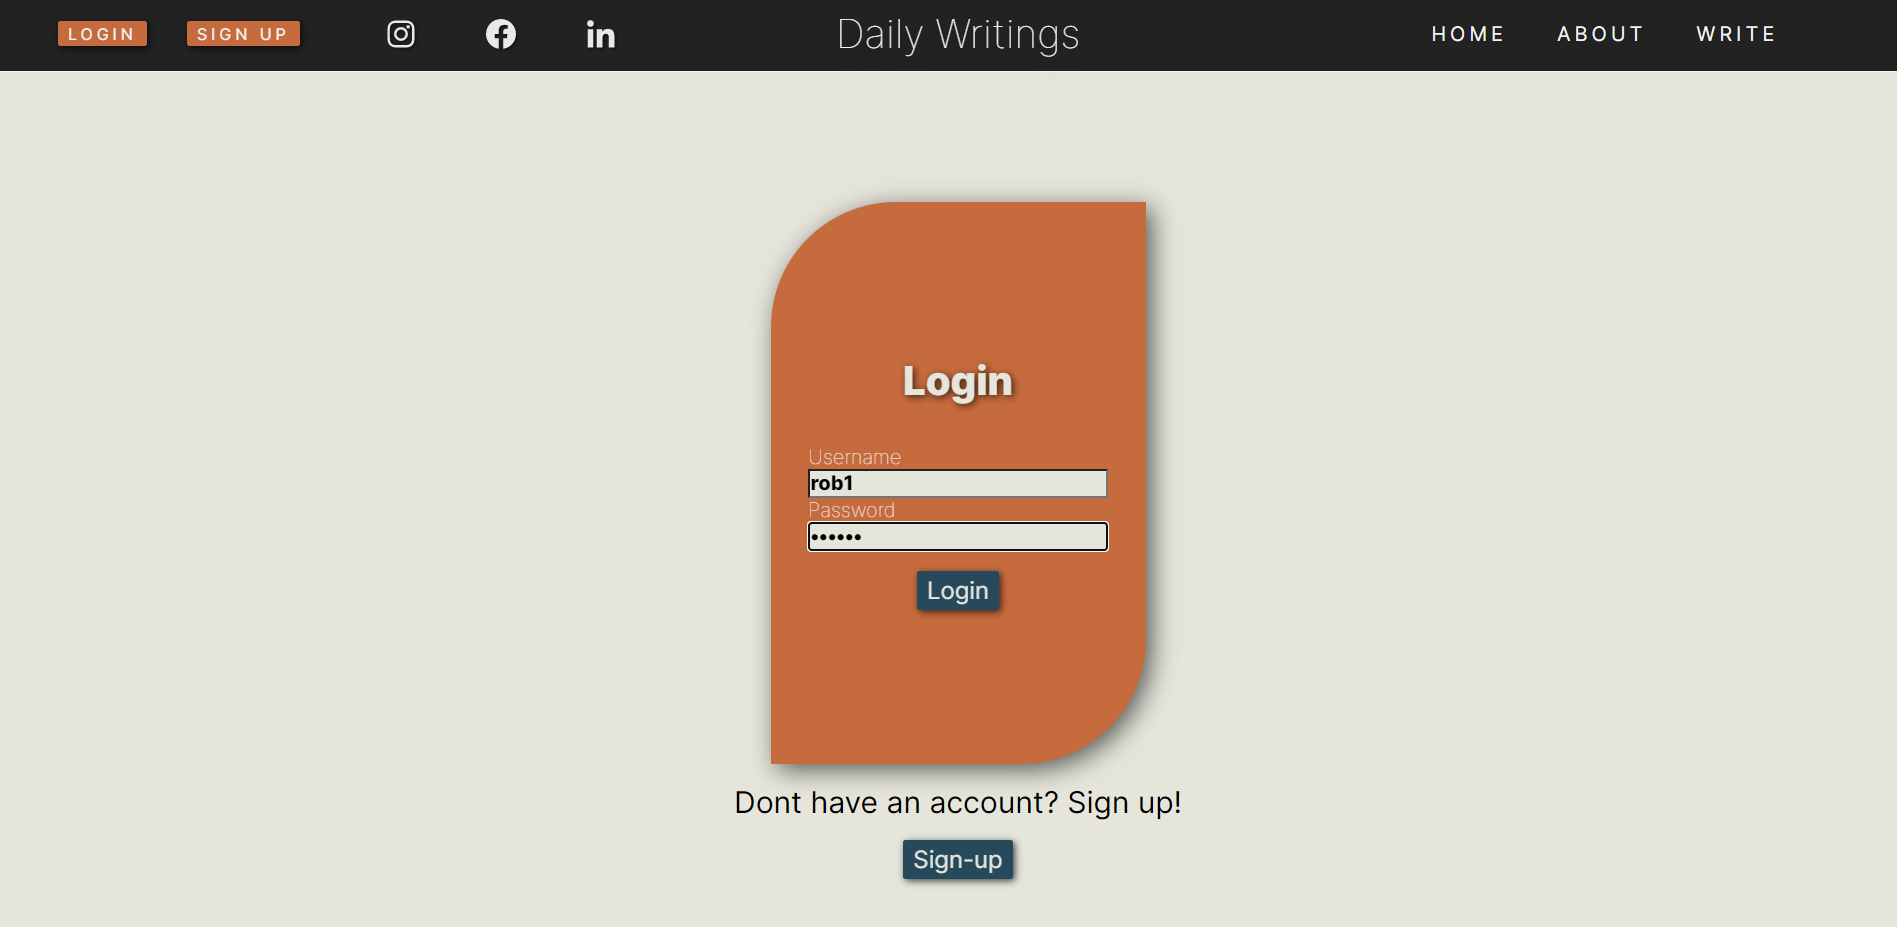 LOGIN SIGN UP Daily Writings HOME ABOUT WRITE
Login
Username
rob1
Password
••••••
Login
Dont have an account? Sign up!
Sign-up